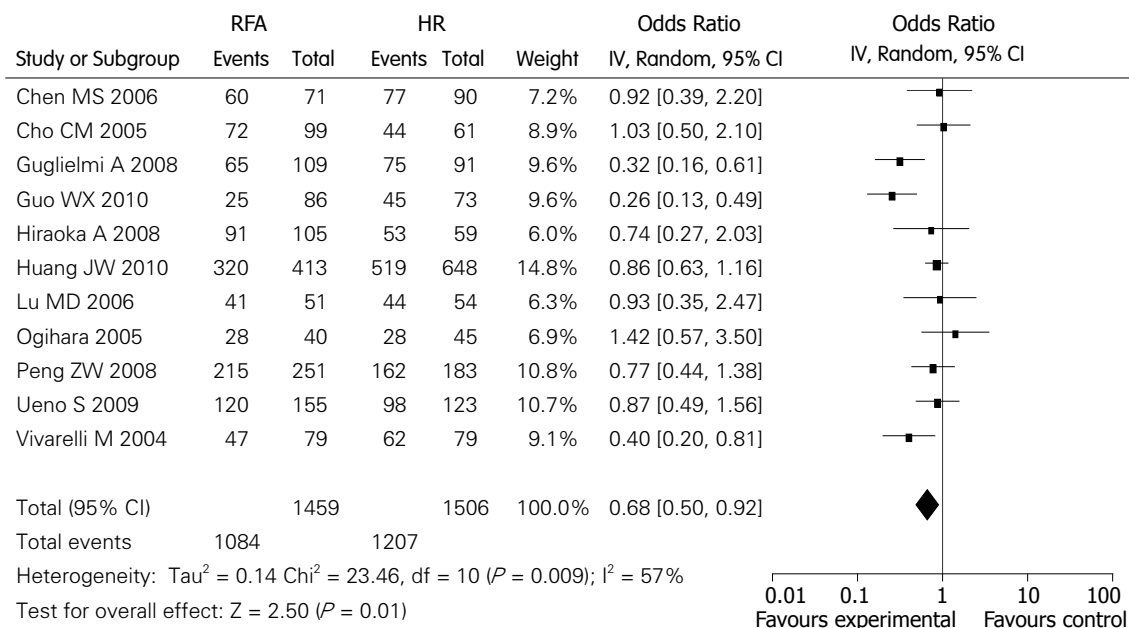 RFA HR Odds Ratio Odds Ratio
Study or Subgroup Events Total Events Total Weight IV, Random, 95% CI IV, Random, 95% CI
Chen MS 2006 60 71 77 90 7.2% 0.92 [0.39, 2.20]
Cho CM 2005 72 99 44 61 8.9% 1.03 [0.50, 2.10]
Guglielmi A 2008 65 109 75 91 9.6% 0.32 [0.16, 0.61]
Guo WX 2010 25 86 45 73 9.6% 0.26 [0.13, 0.49]
Hiraoka A 2008 91 105 53 59 6.0% 0.74 [0.27, 2.03]
Huang JW 2010 320 413 519 648 14.8% 0.86 [0.63, 1.16]
Lu MD 2006 41 51 44 54 6.3% 0.93 [0.35, 2.47]
Ogihara 2005 28 40 28 45 6.9% 1.42 [0.57, 3.50]
Peng ZW 2008 215 251 162 183 10.8% 0.77 [0.44, 1.38]
Ueno S 2009 120 155 98 123 10.7% 0.87 [0.49, 1.56]
Vivarelli M 2004 47 79 62 79 9.1% 0.40 [0.20, 0.81]
Total (95% CI) 1459 1506 100.0% 0.68 [0.50, 0.92]
Total events 1084 1207
Heterogeneity: Tau² = 0.14 Chi² = 23.46, df = 10 (P = 0.009); I² = 57%
Test for overall effect: Z = 2.50 (P = 0.01)
0.01 0.1 1 10 100
Favours experimental Favours control